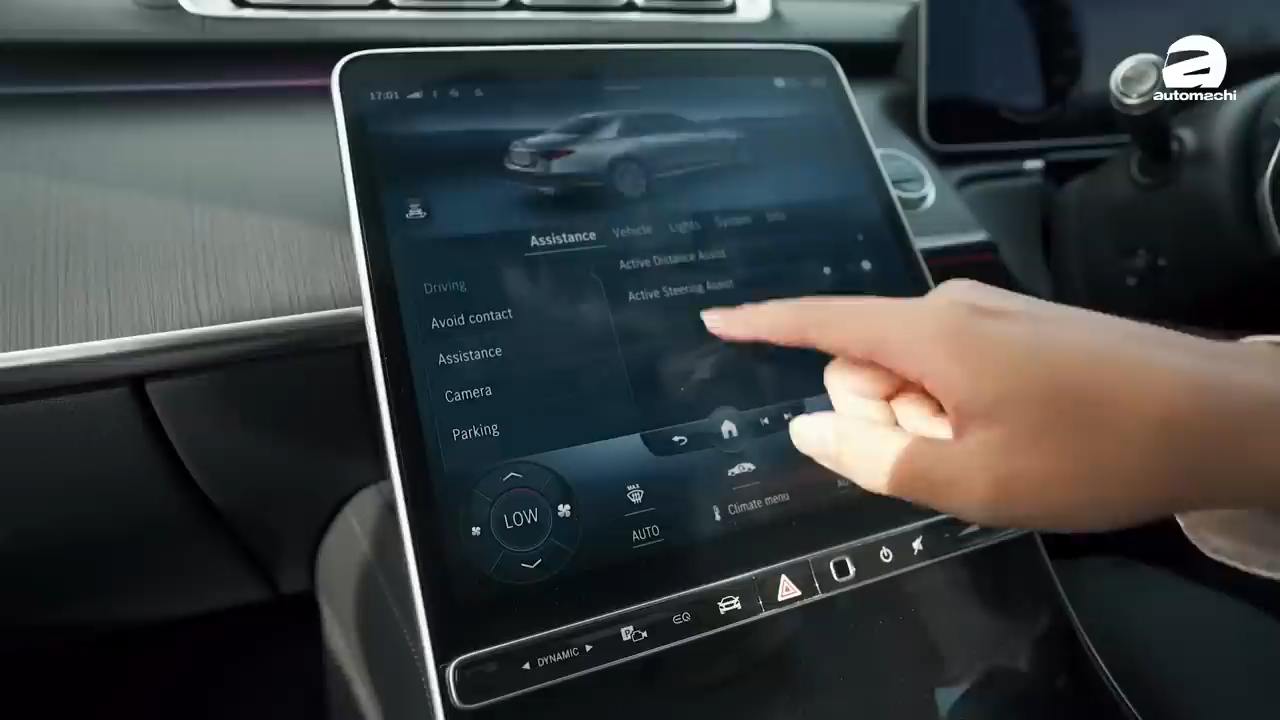 automachi
17:01
Assistance Vehicle Lights System Info
Driving
Avoid contact
Assistance
Camera
Parking
Active Distance Assist
Active Steering Assist
LOW
MAX
AUTO
Climate menu
DYNAMIC
P
EQ